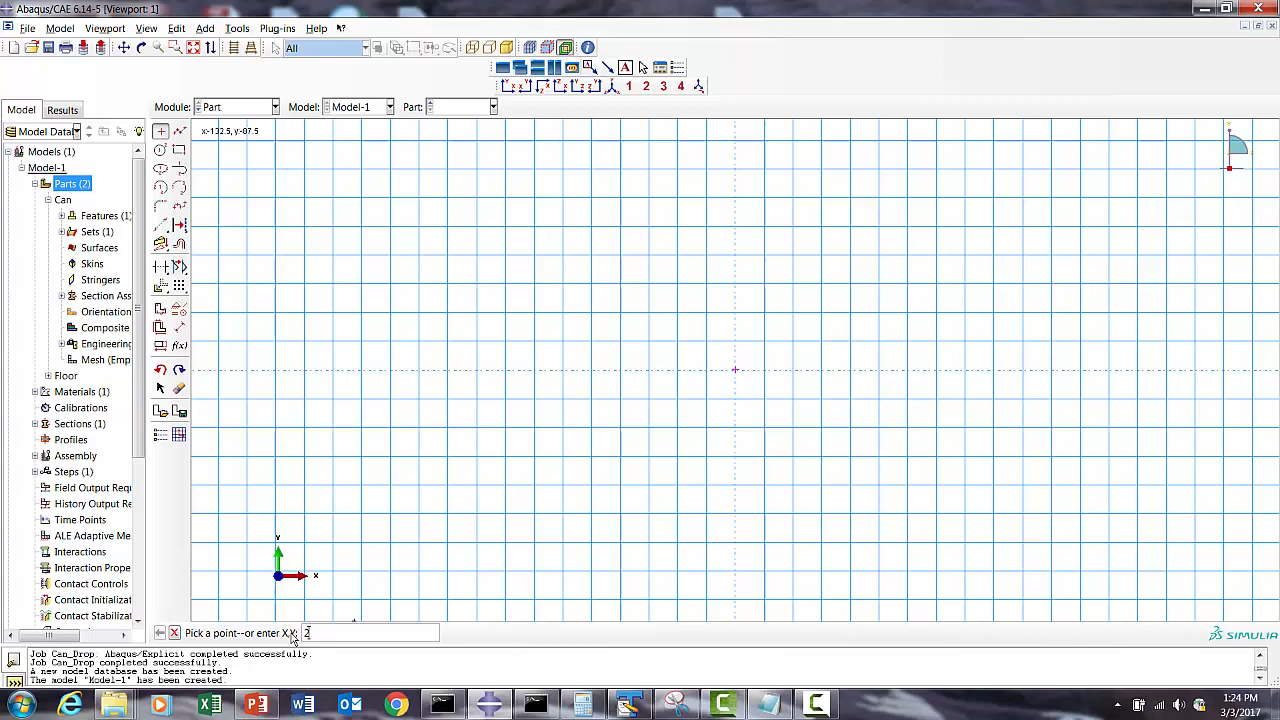 Abaqus/CAE 6.14-5 [Viewport: 1]
File Model Viewport View Edit Add Tools Plug-ins Help
All
1 2 3 4
Model Results Module: Part Model: Model-1 Part:
Model Data
x:-132.5, y:-87.5
Models (1)
Model-1
Parts (2)
Can
Features (1)
Sets (1)
Surfaces
Skins
Stringers
Section Ass
Orientation
Composite
Engineering
Mesh (Emp
Floor
Materials (1)
Calibrations
Sections (1)
Profiles
Assembly
Steps (1)
Field Output Req
History Output R
Time Points
ALE Adaptive Me
Interactions
Interaction Prope
Contact Controls
Contact Initializat
Contact Stabilizat
f(x)
Y
X
Pick a point--or enter X,Y: 2
SIMULIA
Job Can_Drop: Abaqus/Explicit completed successfully.
Job Can_Drop completed successfully.
A new model database has been created.
The model "Model-1" has been created.
1:24 PM
3/3/2017